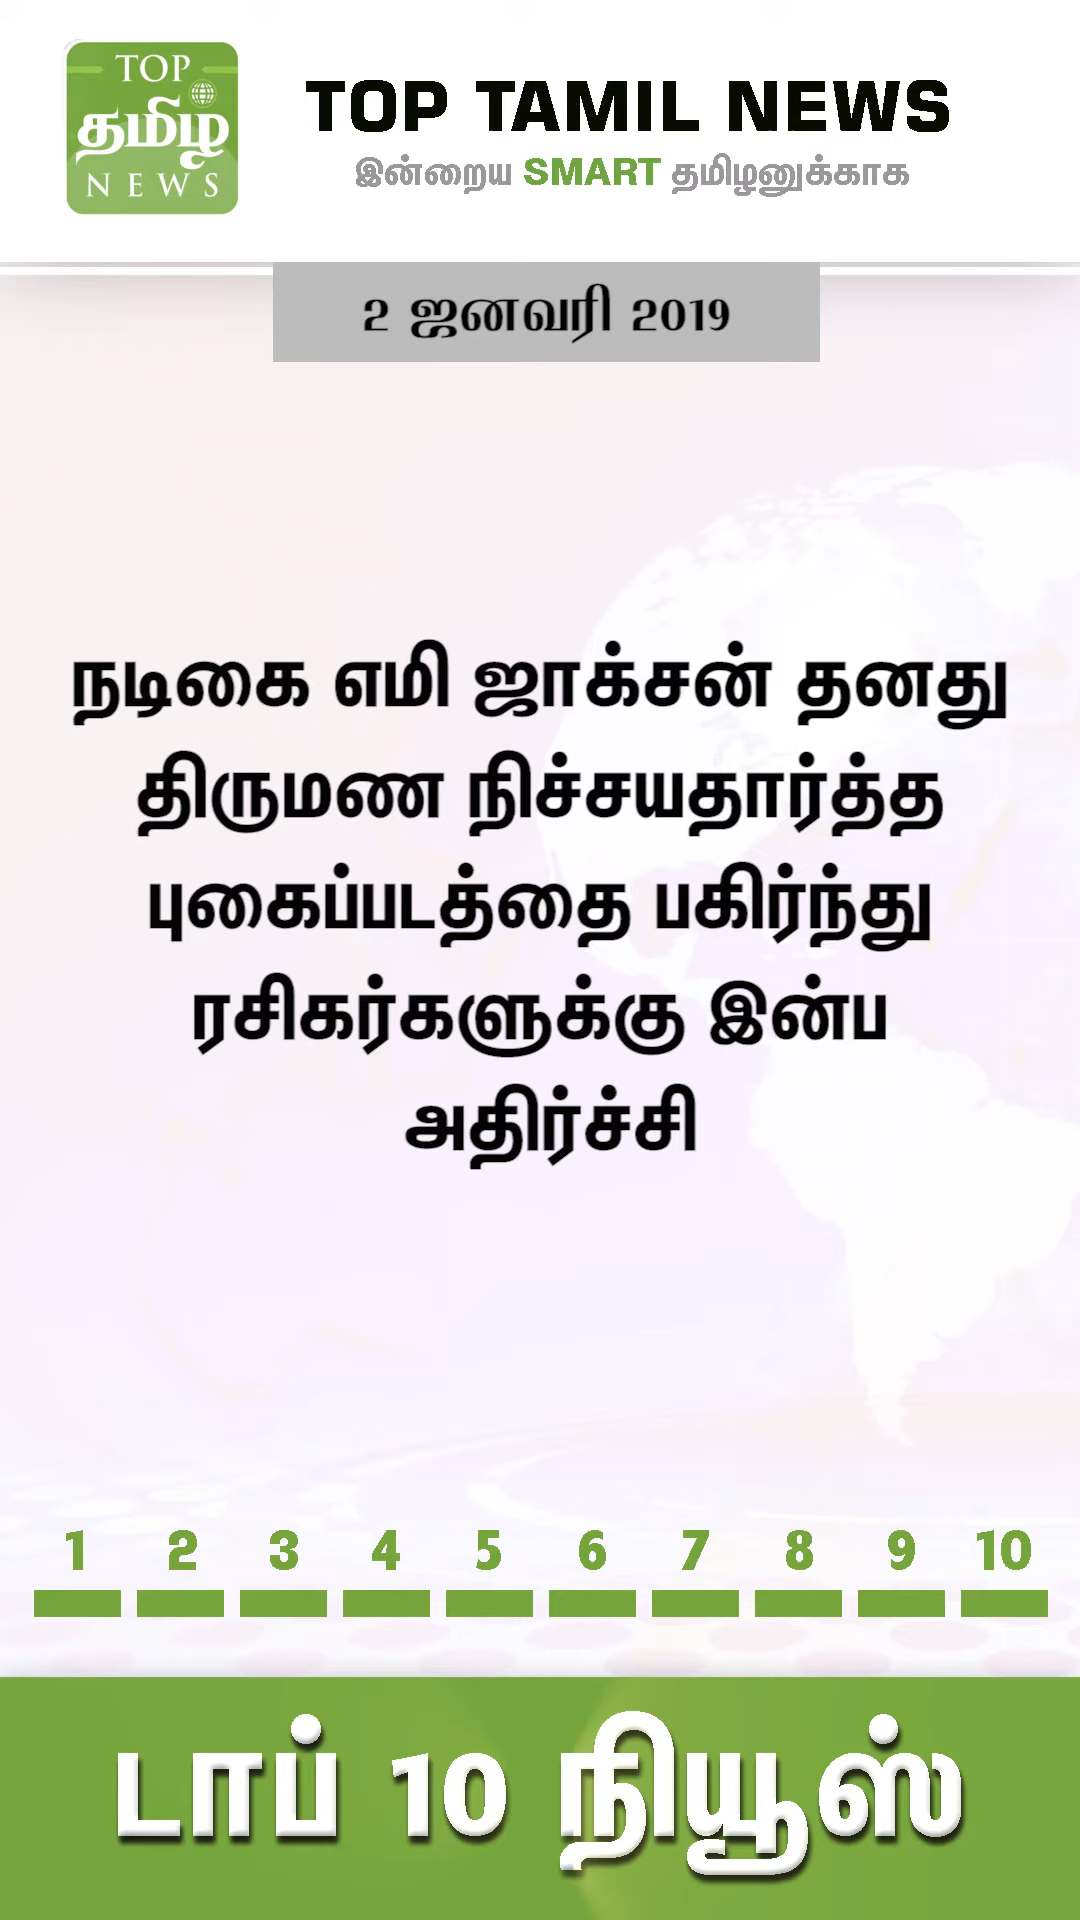 TOP
தமிழ்
NEWS
TOP TAMIL NEWS
இன்றைய SMART தமிழனுக்காக
2 ஜனவரி 2019
நடிகை எமி ஜாக்சன் தனது
திருமண நிச்சயதார்த்த
புகைப்படத்தை பகிர்ந்து
ரசிகர்களுக்கு இன்ப
அதிர்ச்சி
1 2 3 4 5 6 7 8 9 10
டாப் 10 நியூஸ்